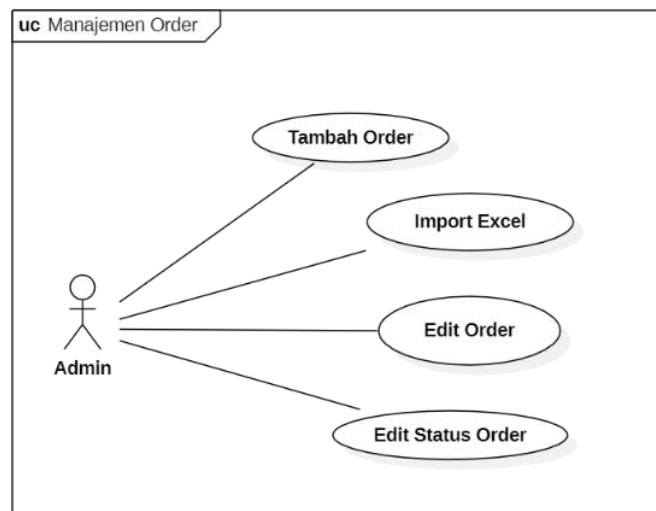 uc Manajemen Order
Tambah Order
Import Excel
Edit Order
Admin
Edit Status Order